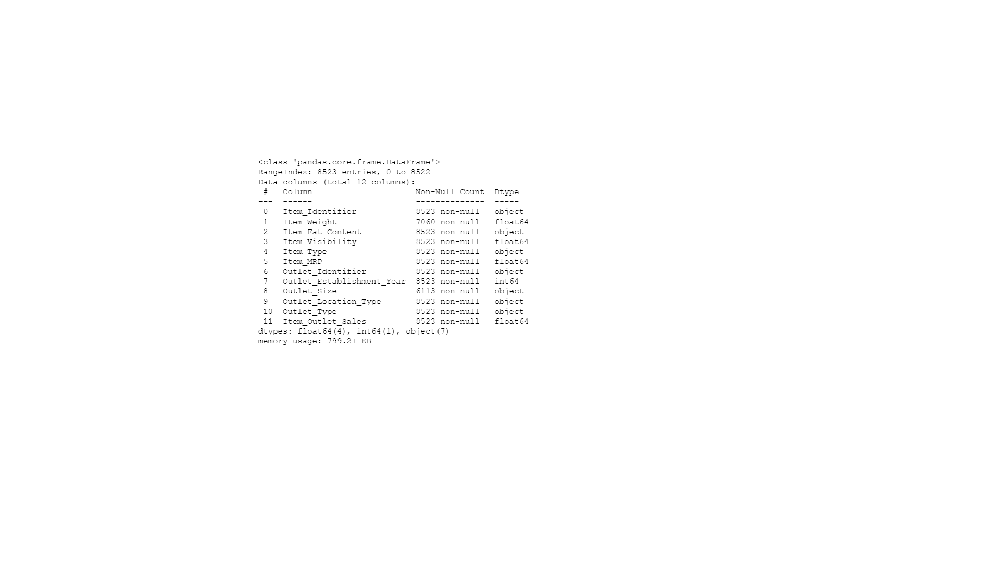 <class 'pandas.core.frame.DataFrame'>
RangeIndex: 8523 entries, 0 to 8522
Data columns (total 12 columns):
 #   Column                     Non-Null Count  Dtype
---  ------                     --------------  -----
 0   Item_Identifier            8523 non-null   object
 1   Item_Weight                7060 non-null   float64
 2   Item_Fat_Content           8523 non-null   object
 3   Item_Visibility            8523 non-null   float64
 4   Item_Type                  8523 non-null   object
 5   Item_MRP                   8523 non-null   float64
 6   Outlet_Identifier          8523 non-null   object
 7   Outlet_Establishment_Year  8523 non-null   int64
 8   Outlet_Size                6113 non-null   object
 9   Outlet_Location_Type       8523 non-null   object
 10  Outlet_Type                8523 non-null   object
 11  Item_Outlet_Sales          8523 non-null   float64
dtypes: float64(4), int64(1), object(7)
memory usage: 799.2+ KB